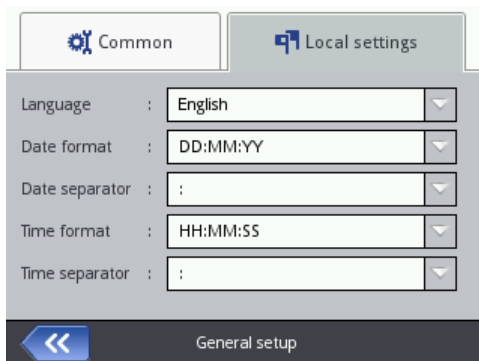 Common
Local settings
Language : English
Date format : DD:MM:YY
Date separator : :
Time format : HH:MM:SS
Time separator : :
General setup